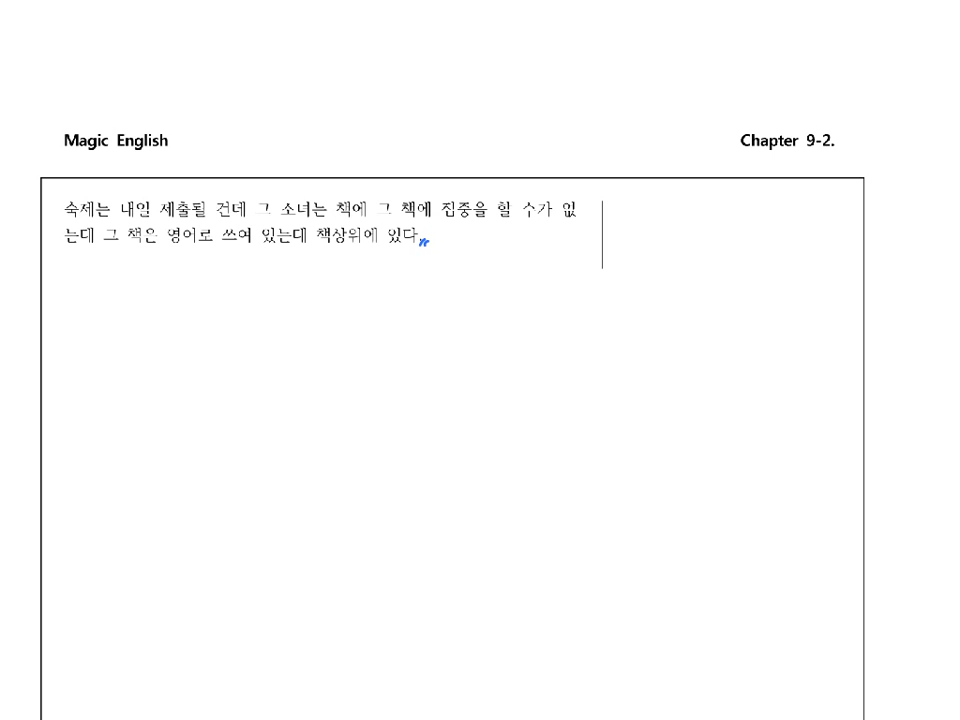 Magic English
Chapter 9-2.
숙제는 내일 제출될 건데 그 소녀는 책에 그 책에 집중을 할 수가 없
는데 그 책은 영어로 쓰여 있는데 책상위에 있다.